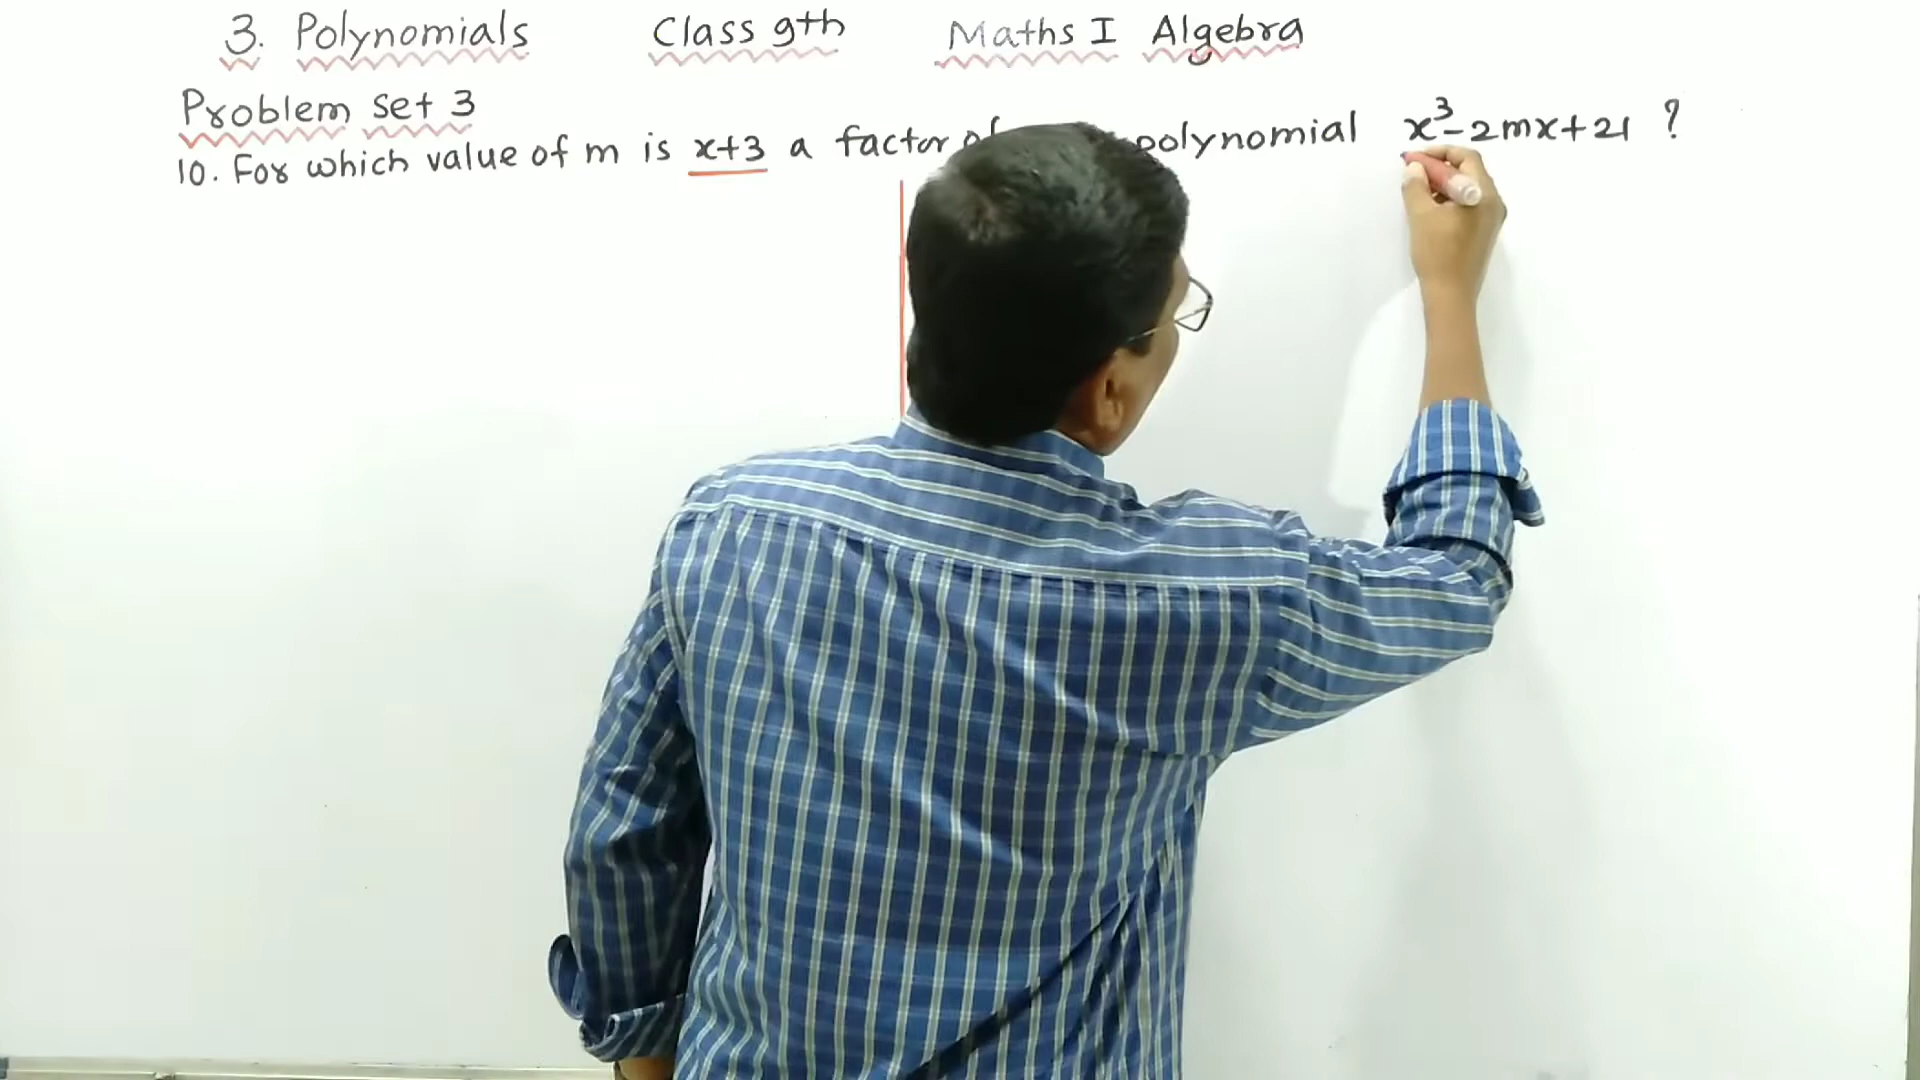 3. Polynomials Class 9th Maths I Algebra
Problem set 3
10. For which value of m is x+3 a factor of polynomial x³-2mx+21 ?